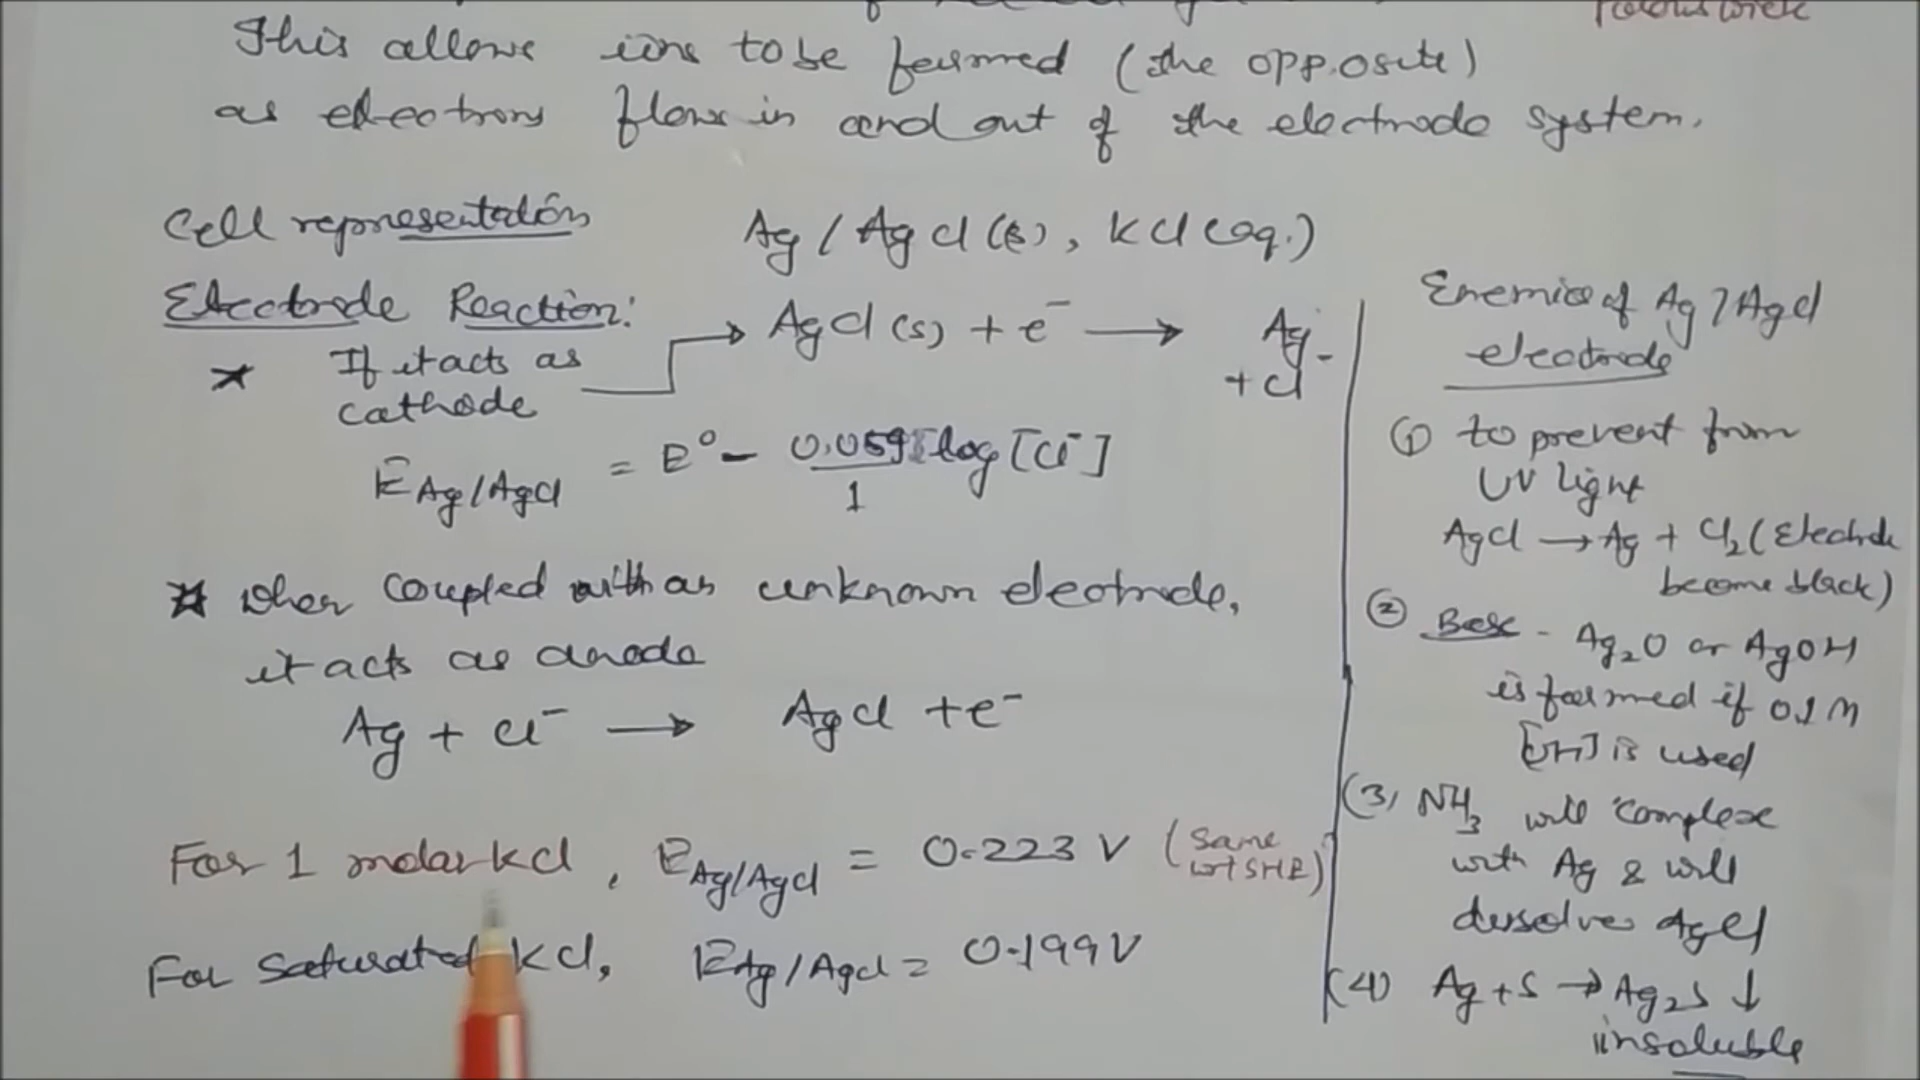 This allows ions to be formed (the opposite)
as electrons flows in and out of the electrode system.
Cell representation Ag / AgCl (s), KCl (aq.)
Electrode Reaction: AgCl (s) + e⁻ → Ag
+ Cl⁻
* If it acts as
cathode
E Ag/AgCl = E⁰ - 0.0591/1 log [Cl⁻]
* When coupled with an unknown electrode,
it acts as anode
Ag + Cl⁻ → AgCl + e⁻
For 1 molar KCl, E Ag/AgCl = 0.223 V (Same
wrt SHE)
For saturated KCl, E Ag/AgCl = 0.199 V
Enemies of Ag/AgCl
electrode
(1) to prevent from
UV light
AgCl → Ag + Cl₂ (Electrode
become black)
(2) Base - Ag₂O or AgOH
is formed if 0.1 M
[OH] is used
(3) NH₃ will complex
with Ag & will
dissolve AgCl
(4) Ag + S → Ag₂S ↓
insoluble